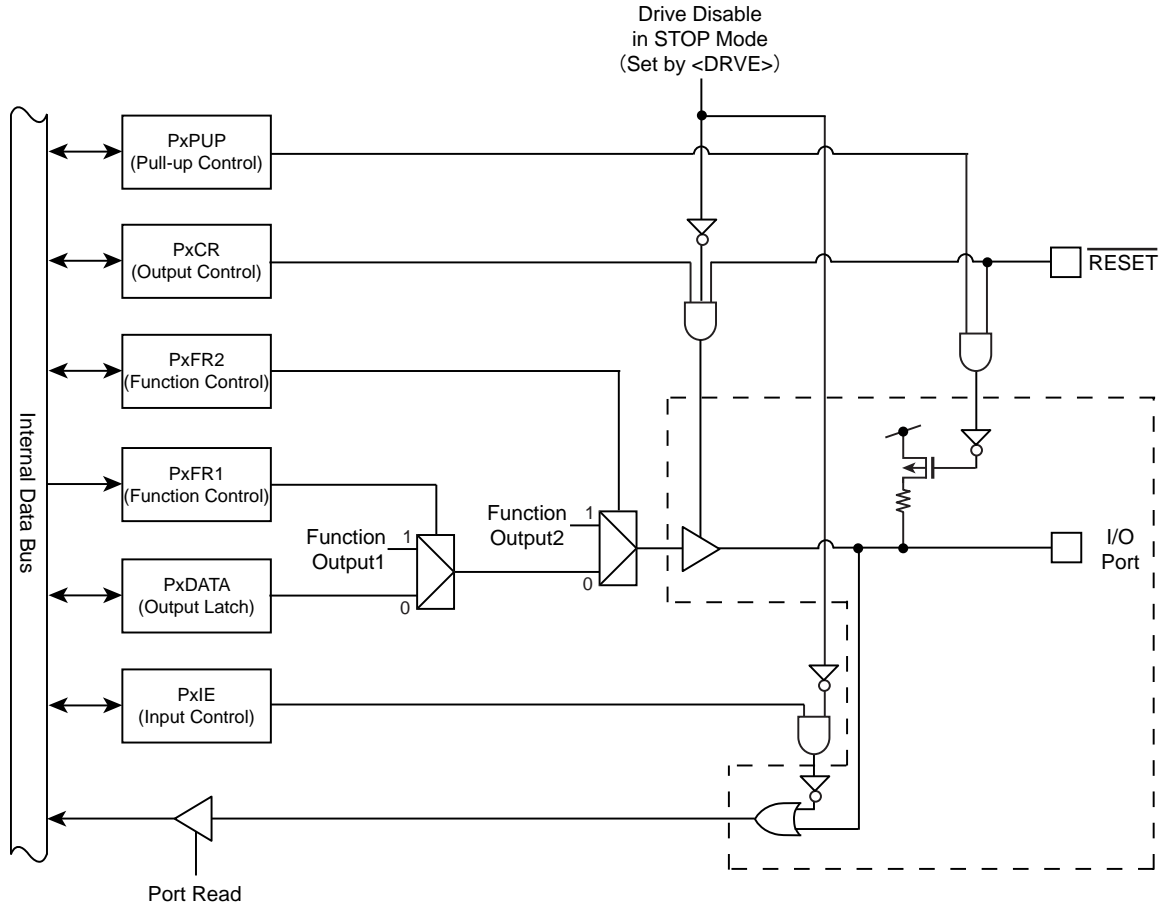 Drive Disable
in STOP Mode
（Set by <DRVE>）
PxPUP
(Pull-up Control)
PxCR
(Output Control)
RESET
PxFR2
(Function Control)
Internal Data Bus
PxFR1
(Function Control)
Function
Output1
1
0
Function
Output2
1
0
I/O
Port
PxDATA
(Output Latch)
PxIE
(Input Control)
Port Read